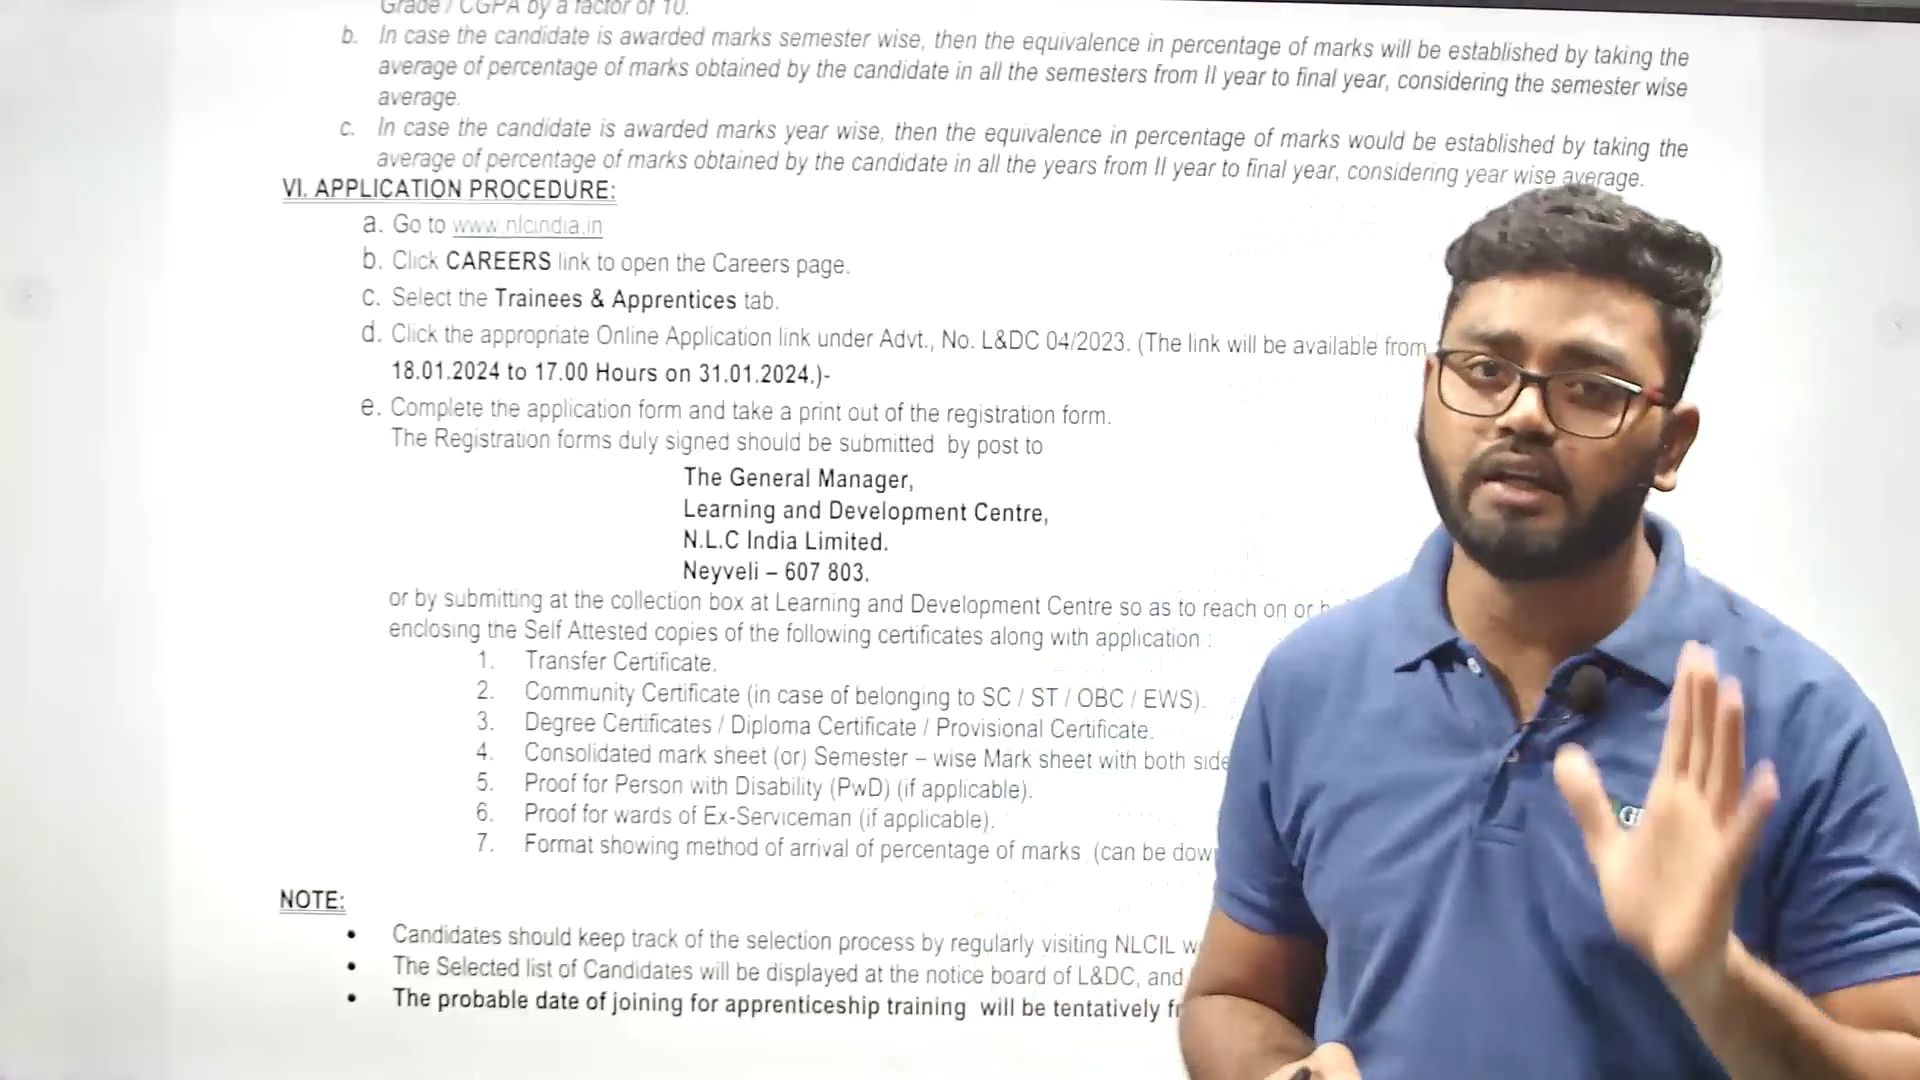 Grade / CGPA by a factor of 10.
b. In case the candidate is awarded marks semester wise, then the equivalence in percentage of marks will be established by taking the
average of percentage of marks obtained by the candidate in all the semesters from II year to final year, considering the semester wise
average.
c. In case the candidate is awarded marks year wise, then the equivalence in percentage of marks would be established by taking the
average of percentage of marks obtained by the candidate in all the years from II year to final year, considering year wise average.
VI. APPLICATION PROCEDURE:
a. Go to www.nlcindia.in
b. Click CAREERS link to open the Careers page.
c. Select the Trainees & Apprentices tab.
d. Click the appropriate Online Application link under Advt., No. L&DC 04/2023. (The link will be available from
18.01.2024 to 17.00 Hours on 31.01.2024.)-
e. Complete the application form and take a print out of the registration form.
The Registration forms duly signed should be submitted by post to
The General Manager,
Learning and Development Centre,
N.L.C India Limited.
Neyveli – 607 803.
or by submitting at the collection box at Learning and Development Centre so as to reach on or
enclosing the Self Attested copies of the following certificates along with application :
1. Transfer Certificate.
2. Community Certificate (in case of belonging to SC / ST / OBC / EWS).
3. Degree Certificates / Diploma Certificate / Provisional Certificate.
4. Consolidated mark sheet (or) Semester – wise Mark sheet with both side
5. Proof for Person with Disability (PwD) (if applicable).
6. Proof for wards of Ex-Serviceman (if applicable).
7. Format showing method of arrival of percentage of marks (can be
NOTE:
• Candidates should keep track of the selection process by regularly visiting NLCIL
• The Selected list of Candidates will be displayed at the notice board of L&DC, and
• The probable date of joining for apprenticeship training will be tentatively